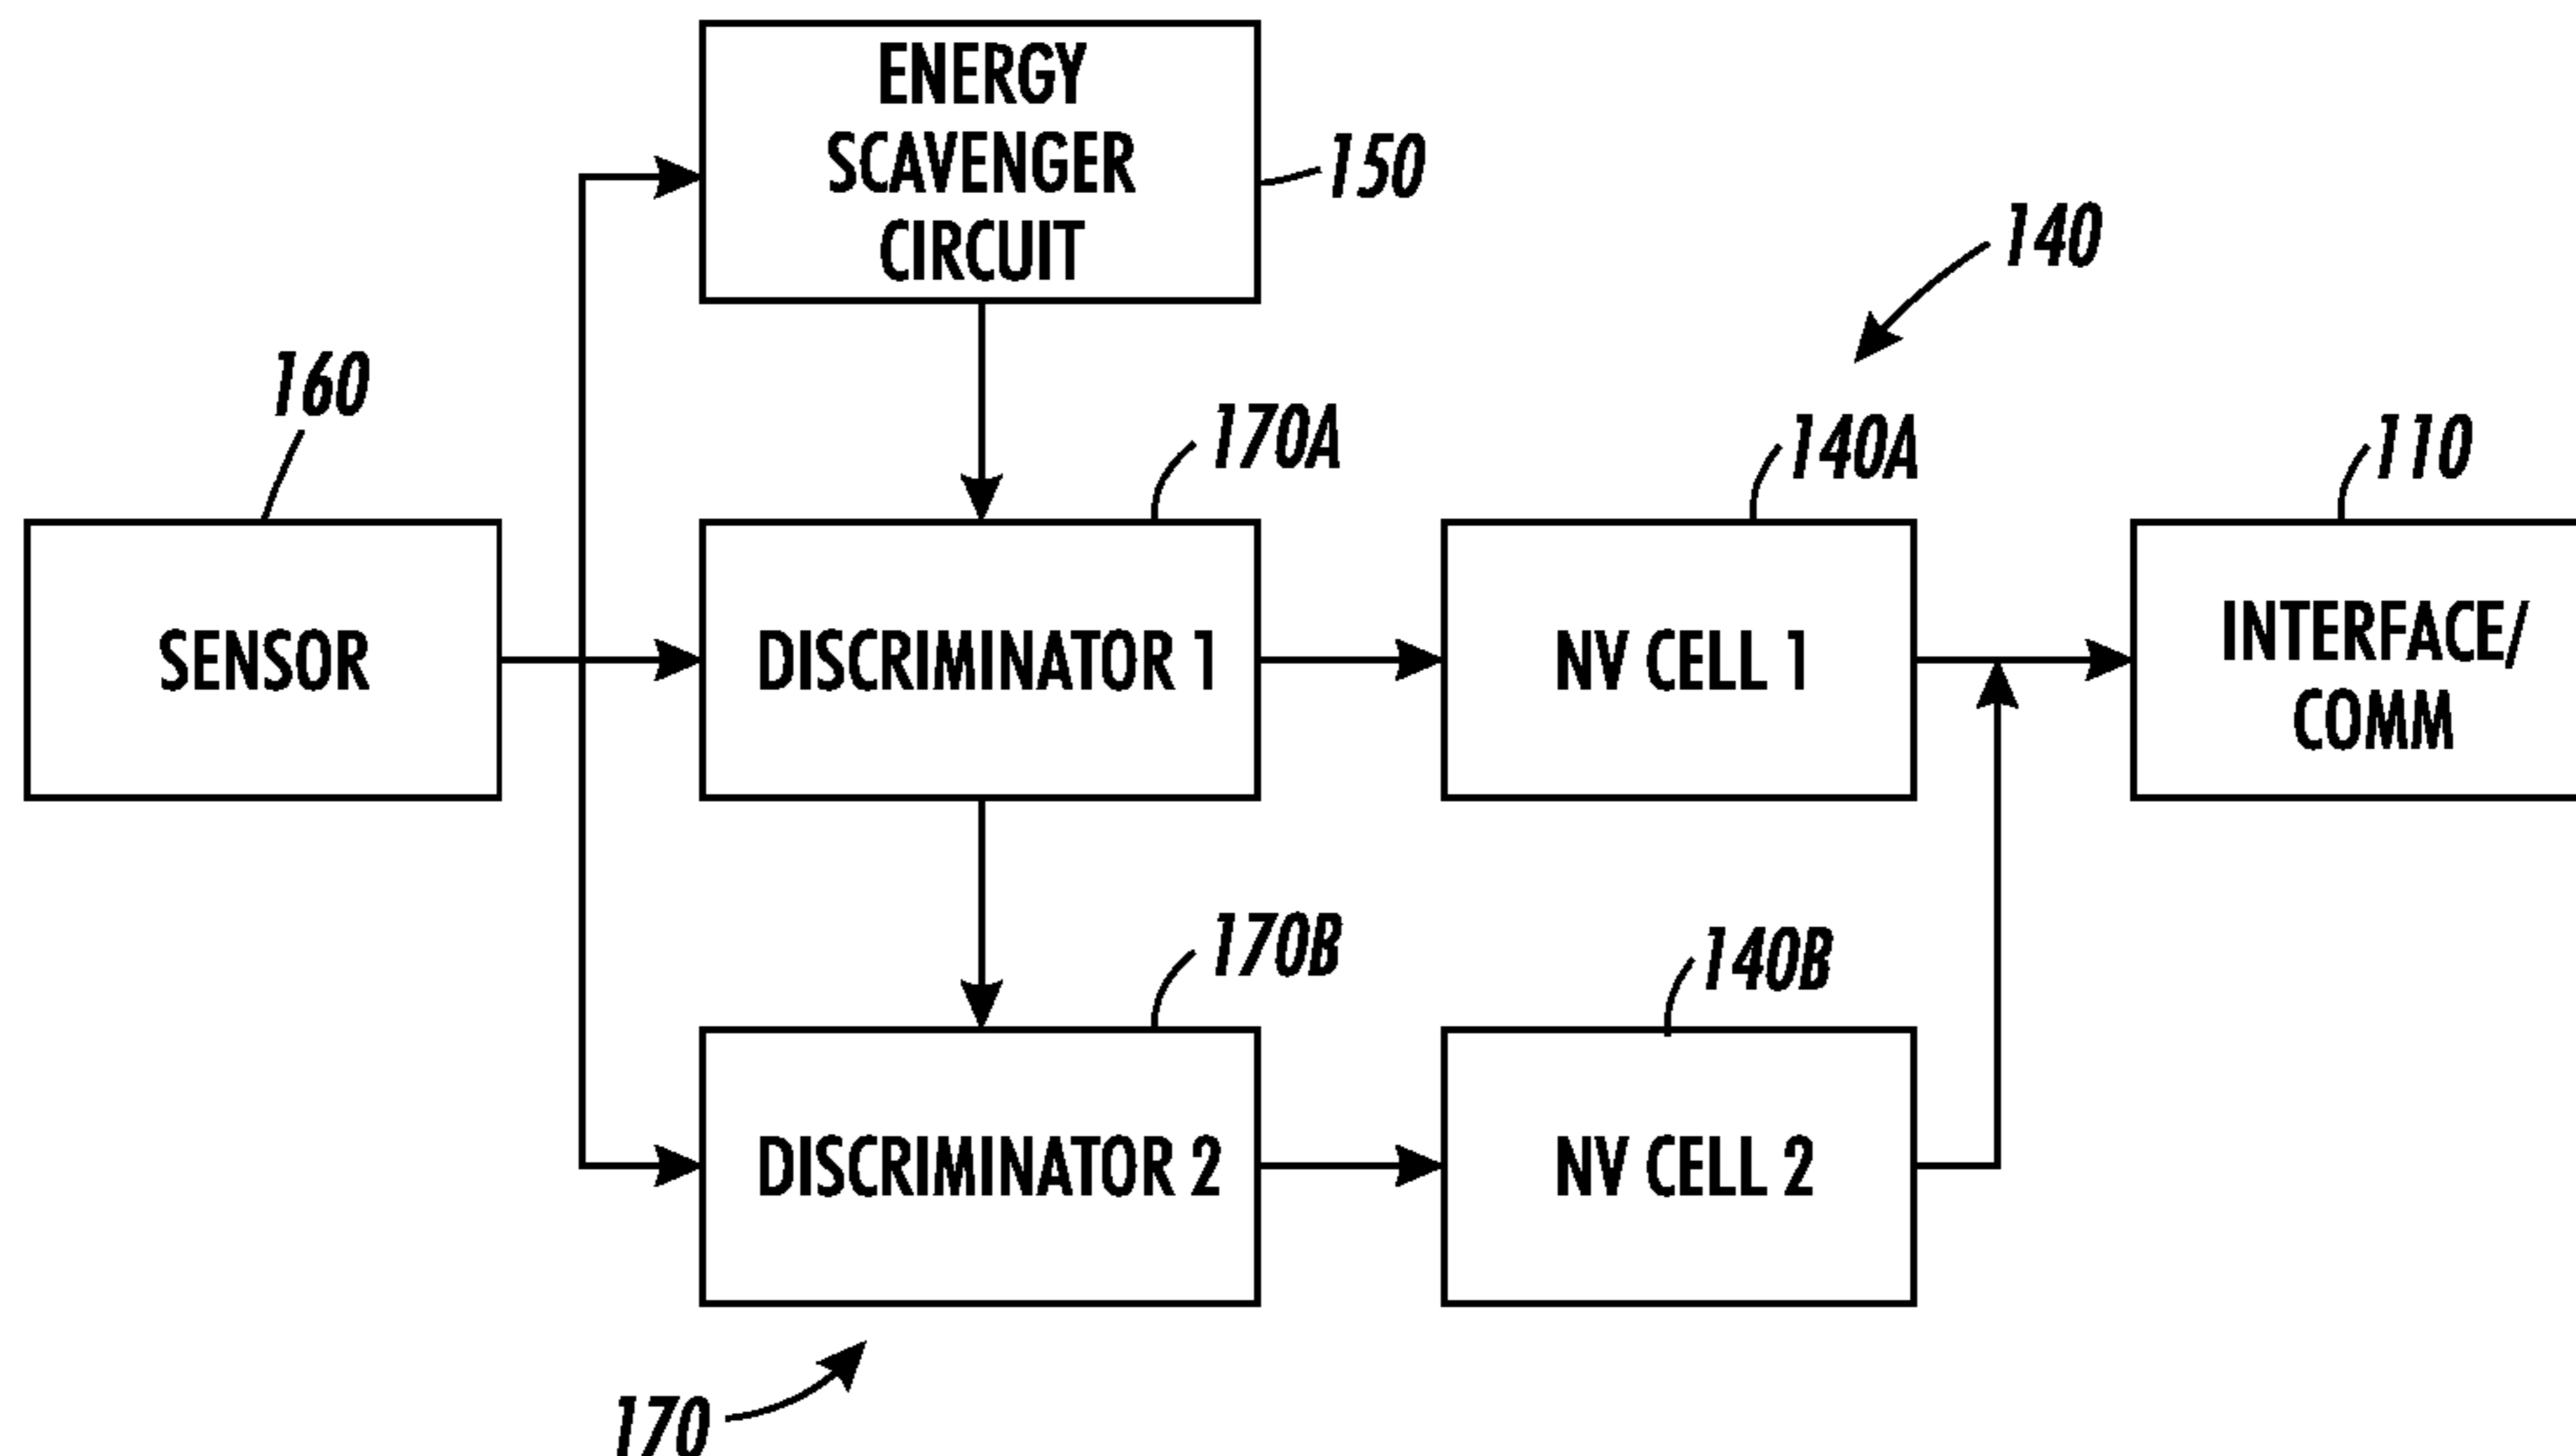 ENERGY
SCAVENGER
CIRCUIT
150
140
160
170A
140A
110
SENSOR
DISCRIMINATOR 1
NV CELL 1
INTERFACE/
COMM
170B
140B
DISCRIMINATOR 2
NV CELL 2
170